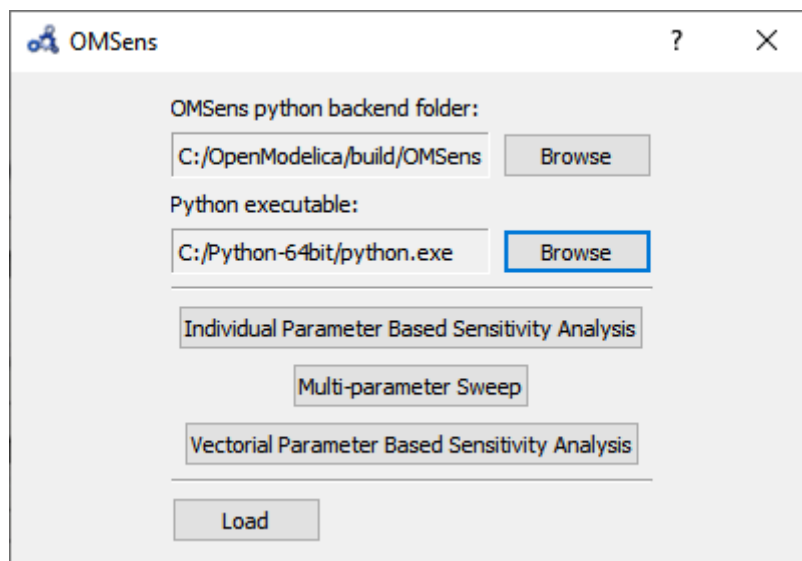 OMSens ?
OMSens python backend folder:
C:/OpenModelica/build/OMSens Browse
Python executable:
C:/Python-64bit/python.exe Browse
Individual Parameter Based Sensitivity Analysis
Multi-parameter Sweep
Vectorial Parameter Based Sensitivity Analysis
Load